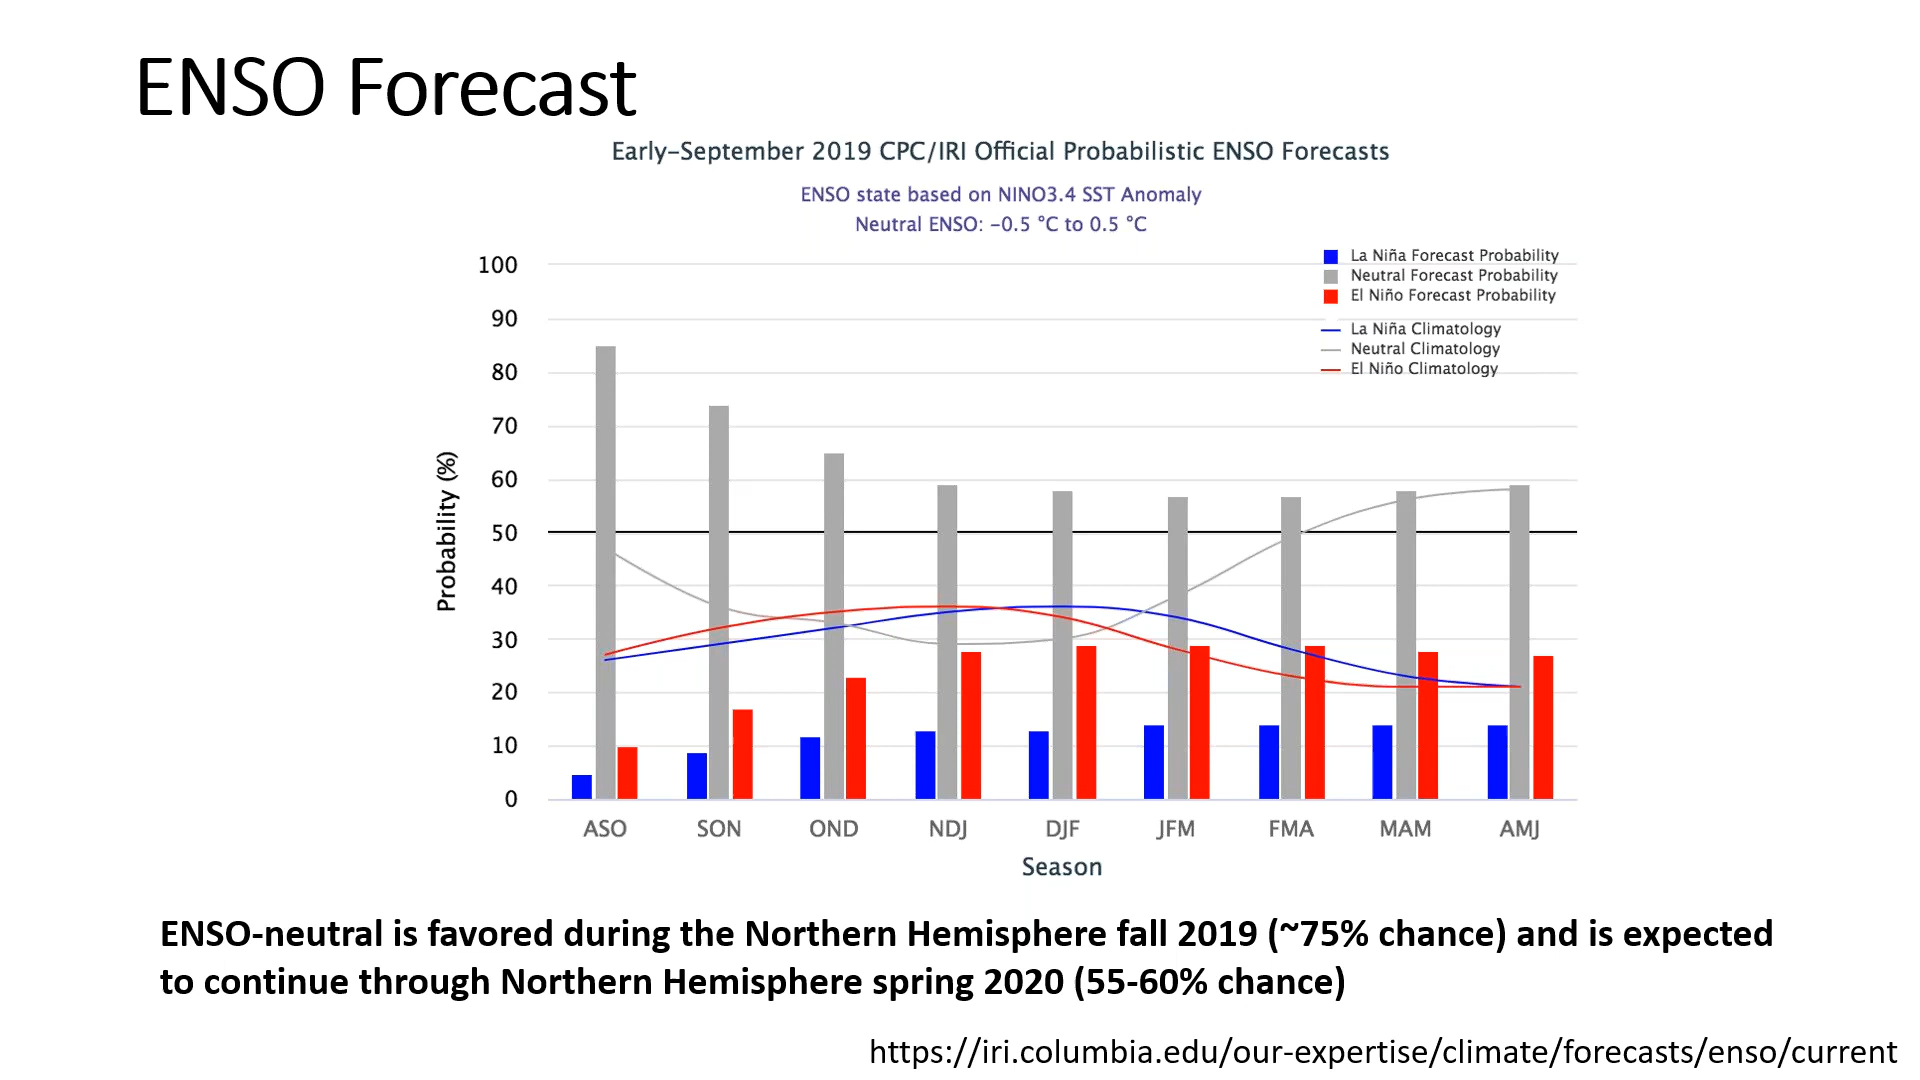 ENSO Forecast
Early–September 2019 CPC/IRI Official Probabilistic ENSO Forecasts
ENSO state based on NINO3.4 SST Anomaly
Neutral ENSO: −0.5 °C to 0.5 °C
La Niña Forecast Probability
Neutral Forecast Probability
El Niño Forecast Probability
La Niña Climatology
Neutral Climatology
El Niño Climatology
Probability (%)
100
90
80
70
60
50
40
30
20
10
0
ASO SON OND NDJ DJF JFM FMA MAM AMJ
Season
ENSO-neutral is favored during the Northern Hemisphere fall 2019 (~75% chance) and is expected
to continue through Northern Hemisphere spring 2020 (55-60% chance)
https://iri.columbia.edu/our-expertise/climate/forecasts/enso/current